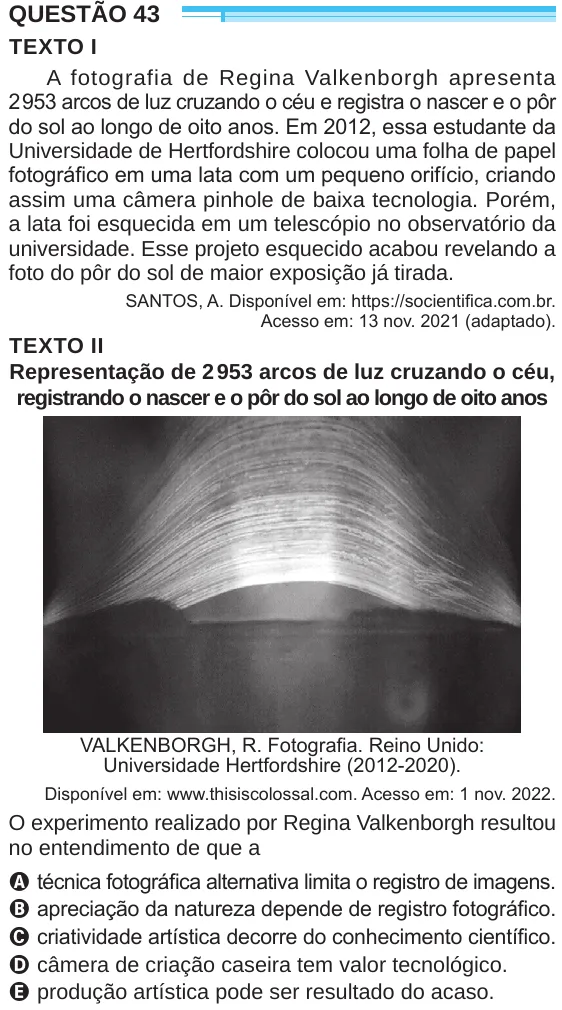 QUESTÃO 43
TEXTO I
A fotografia de Regina Valkenborgh apresenta
2 953 arcos de luz cruzando o céu e registra o nascer e o pôr
do sol ao longo de oito anos. Em 2012, essa estudante da
Universidade de Hertfordshire colocou uma folha de papel
fotográfico em uma lata com um pequeno orifício, criando
assim uma câmera pinhole de baixa tecnologia. Porém,
a lata foi esquecida em um telescópio no observatório da
universidade. Esse projeto esquecido acabou revelando a
foto do pôr do sol de maior exposição já tirada.
SANTOS, A. Disponível em: https://socientifica.com.br.
Acesso em: 13 nov. 2021 (adaptado).
TEXTO II
Representação de 2 953 arcos de luz cruzando o céu,
registrando o nascer e o pôr do sol ao longo de oito anos
VALKENBORGH, R. Fotografia. Reino Unido:
Universidade Hertfordshire (2012-2020).
Disponível em: www.thisiscolossal.com. Acesso em: 1 nov. 2022.
O experimento realizado por Regina Valkenborgh resultou
no entendimento de que a
A técnica fotográfica alternativa limita o registro de imagens.
B apreciação da natureza depende de registro fotográfico.
C criatividade artística decorre do conhecimento científico.
D câmera de criação caseira tem valor tecnológico.
E produção artística pode ser resultado do acaso.